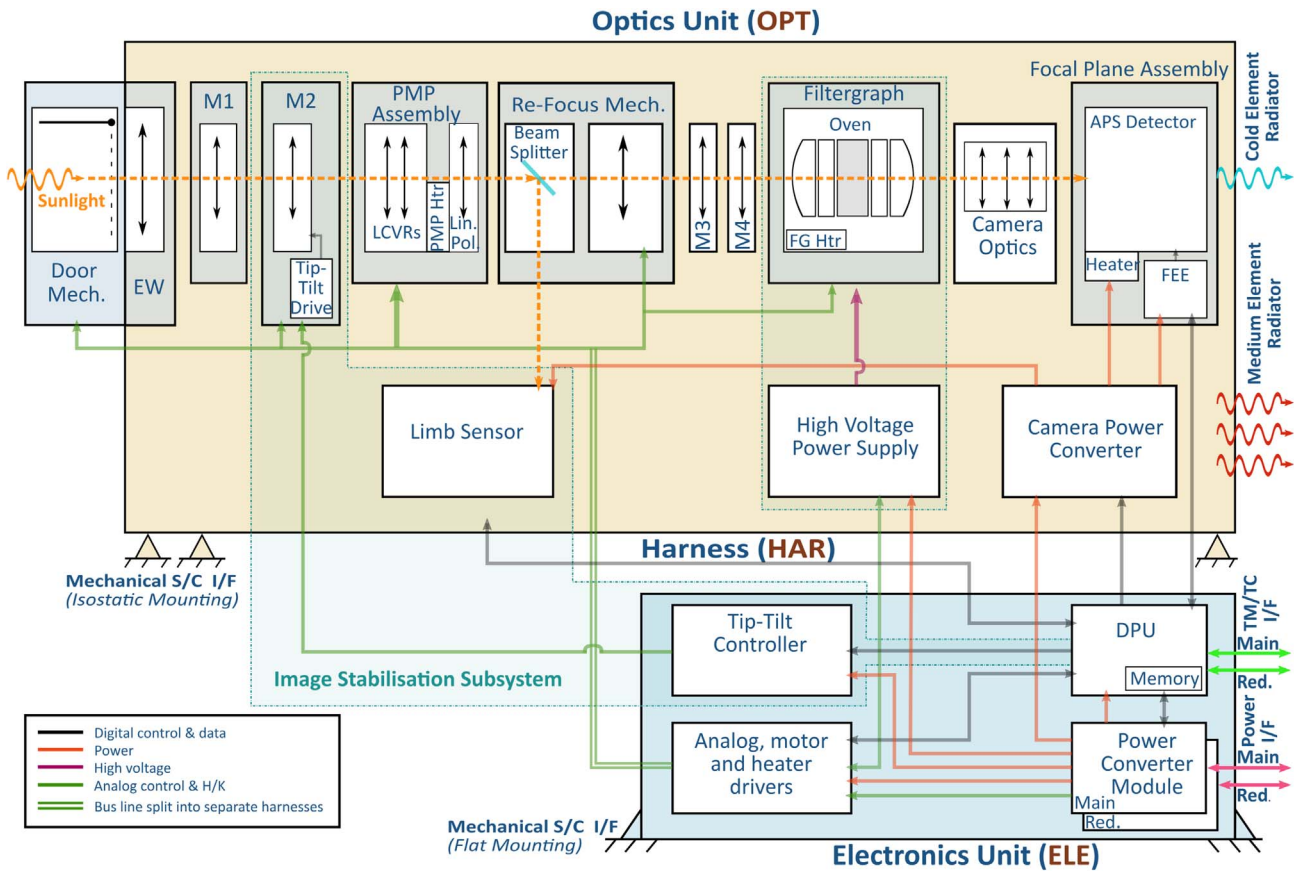 Optics Unit (OPT)
Focal Plane Assembly
M1
M2
PMP
Assembly
Re-Focus Mech.
Filtergraph
Beam
Splitter
Oven
APS Detector
Cold Element
Radiator
Sunlight
LCVRs
PMP Htr
Lin.
Pol.
M3
M4
FG Htr
Camera
Optics
Heater
FEE
Door
Mech.
EW
Tip-
Tilt
Drive
Medium Element
Radiator
Limb Sensor
High Voltage
Power Supply
Camera Power
Converter
Harness (HAR)
Mechanical S/C I/F
(Isostatic Mounting)
Tip-Tilt
Controller
DPU
Memory
TM/TC
I/F
Main
Red.
Image Stabilisation Subsystem
Digital control & data
Power
High voltage
Analog control & H/K
Bus line split into separate harnesses
Analog, motor
and heater
drivers
Power
Converter
Module
Main
Red.
Power
I/F
Main
Red.
Mechanical S/C I/F
(Flat Mounting)
Electronics Unit (ELE)